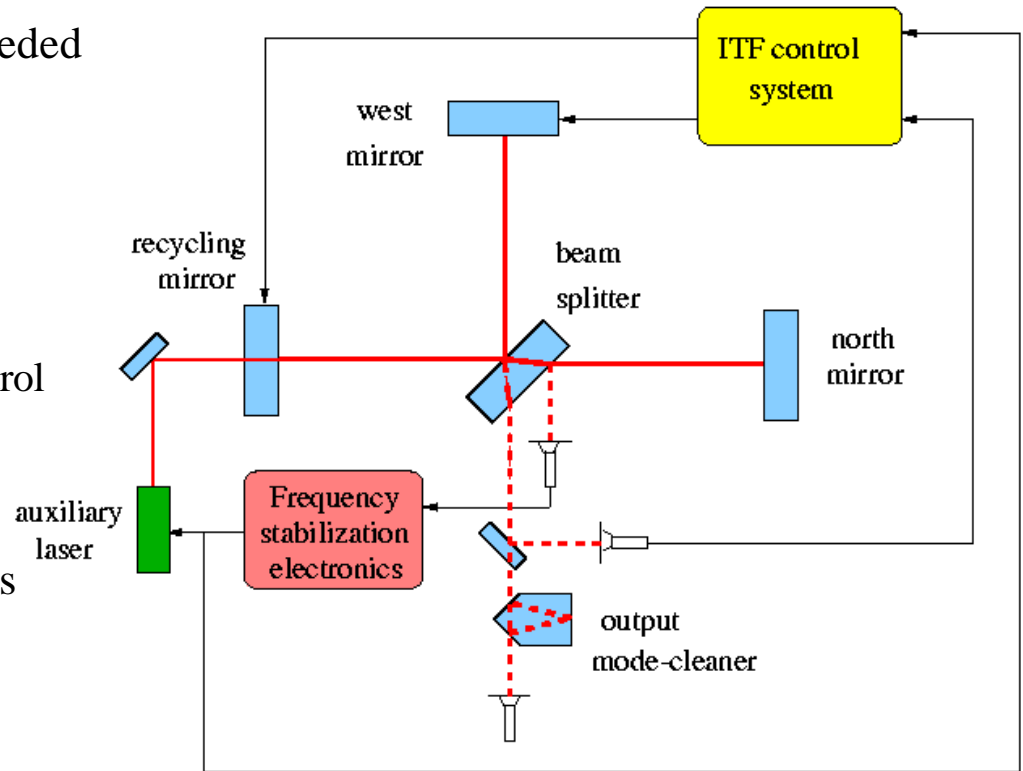 eeded
ITF control
system
west
mirror
recycling
mirror
beam
splitter
north
mirror
rol
auxiliary
laser
Frequency
stabilization
electronics
s
output
mode-cleaner